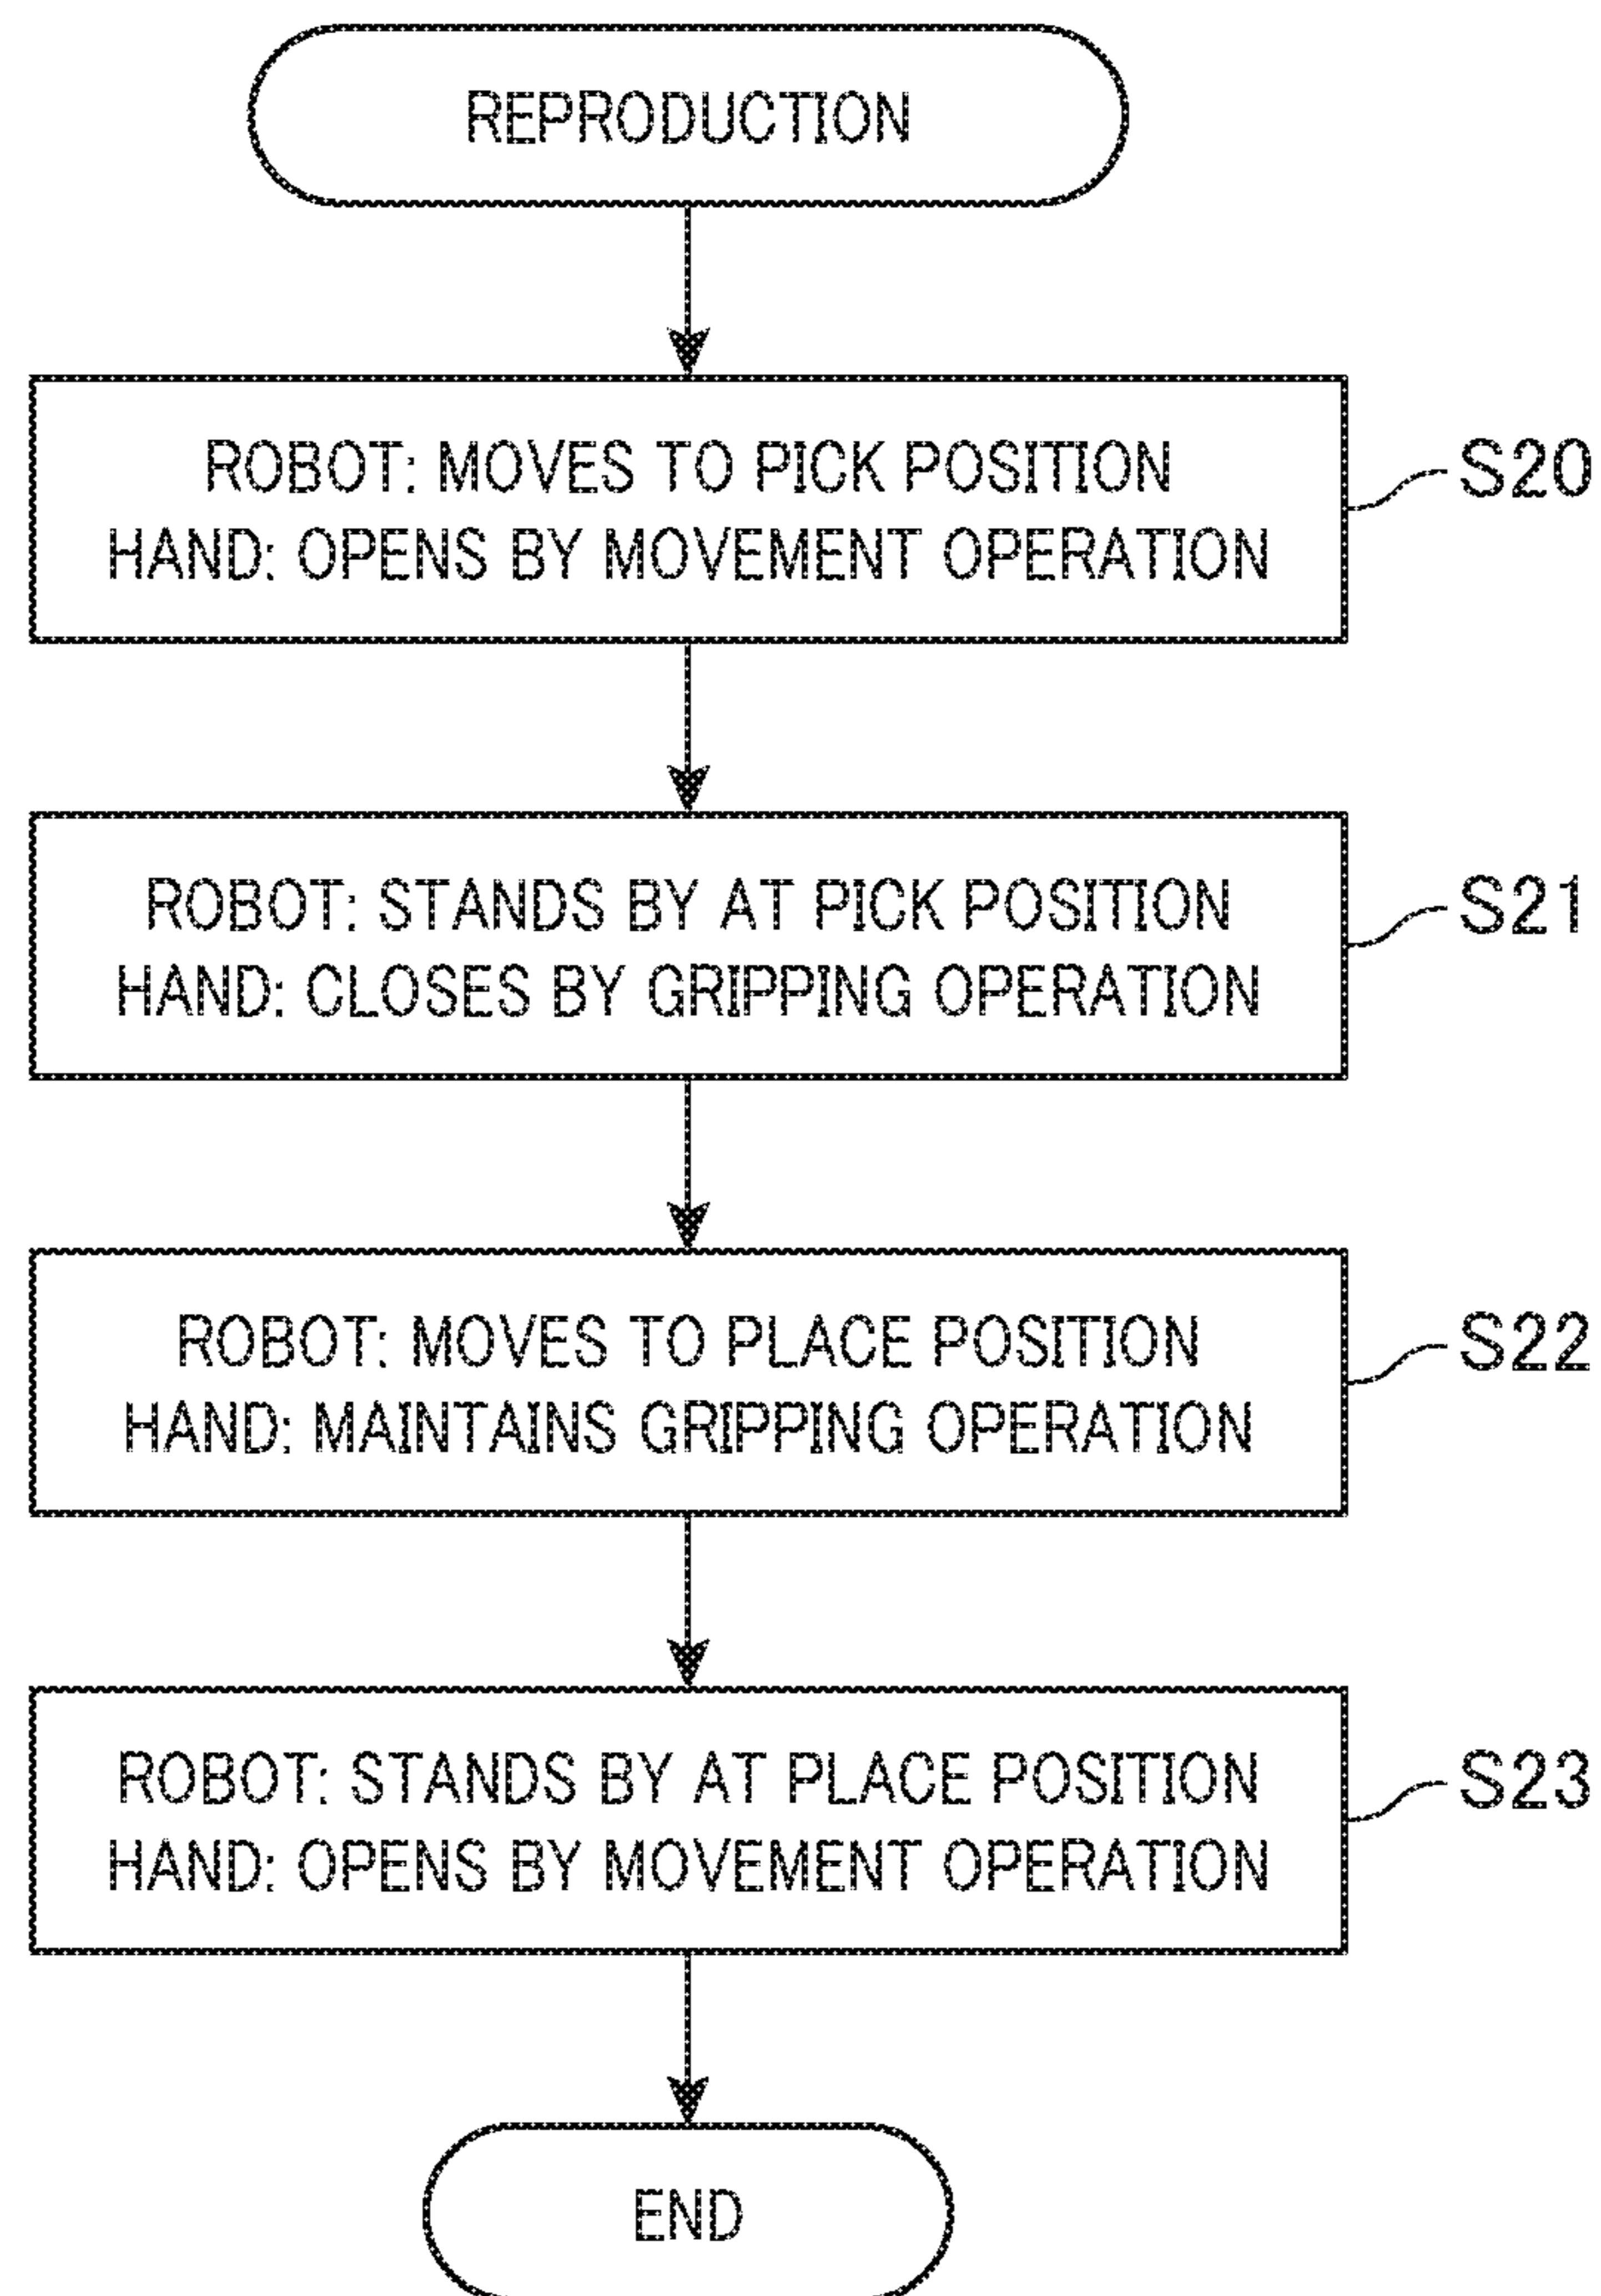 REPRODUCTION
ROBOT: MOVES TO PICK POSITION
HAND: OPENS BY MOVEMENT OPERATION
S20
ROBOT: STANDS BY AT PICK POSITION
HAND: CLOSES BY GRIPPING OPERATION
S21
ROBOT: MOVES TO PLACE POSITION
HAND: MAINTAINS GRIPPING OPERATION
S22
ROBOT: STANDS BY AT PLACE POSITION
HAND: OPENS BY MOVEMENT OPERATION
S23
END